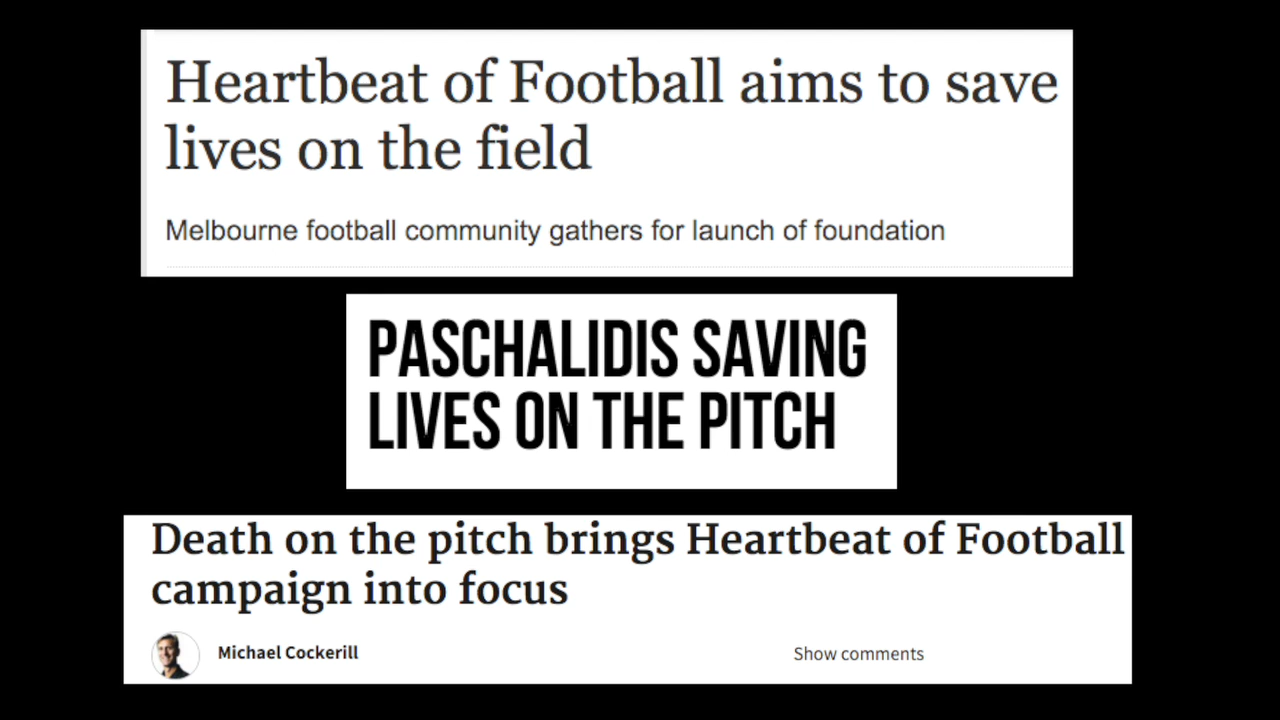 Heartbeat of Football aims to save
lives on the field
Melbourne football community gathers for launch of foundation
PASCHALIDIS SAVING
LIVES ON THE PITCH
Death on the pitch brings Heartbeat of Football
campaign into focus
Michael Cockerill
Show comments